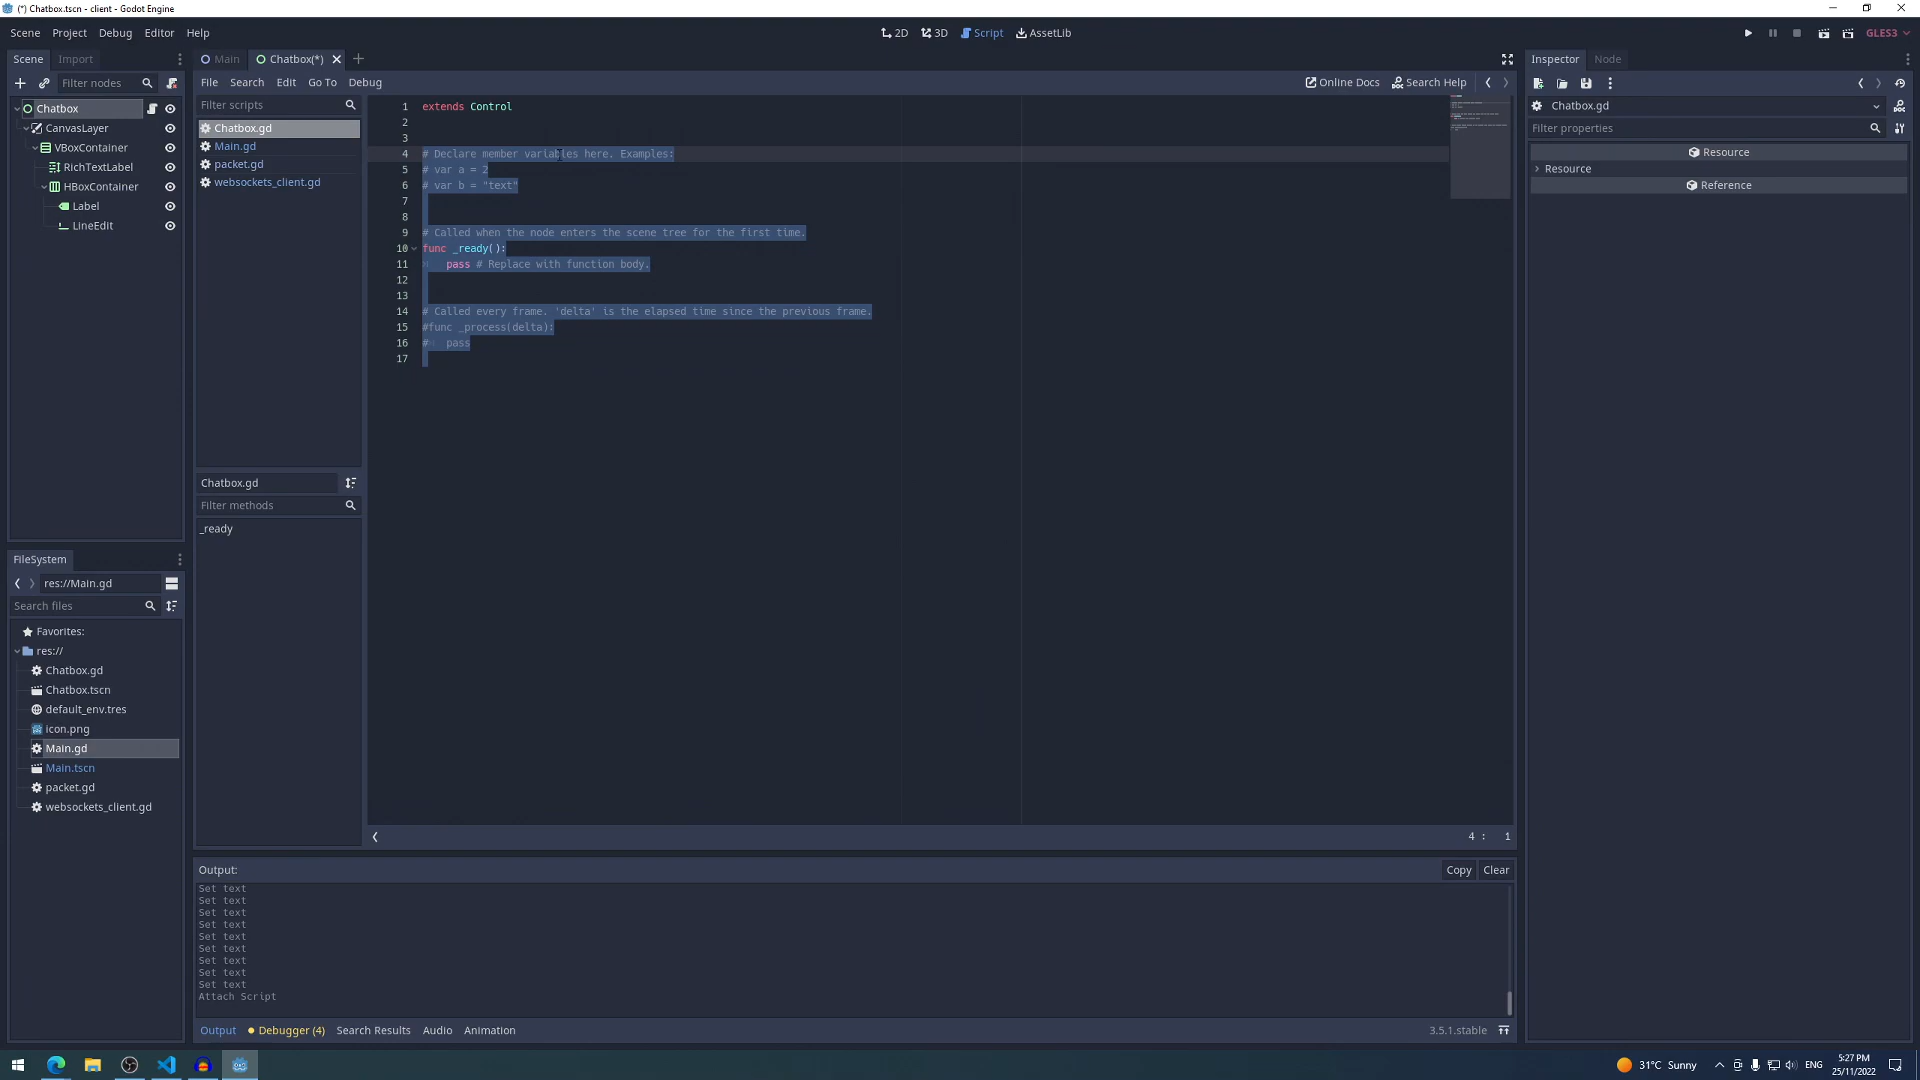 (*) Chatbox.tscn - client - Godot Engine
Scene Project Debug Editor Help
2D 3D Script AssetLib
GLES3
Scene Import
Filter nodes
Chatbox
CanvasLayer
VBoxContainer
RichTextLabel
HBoxContainer
Label
LineEdit
Main Chatbox(*)
File Search Edit Go To Debug
Online Docs Search Help
Filter scripts
Chatbox.gd
Main.gd
packet.gd
websockets_client.gd
Chatbox.gd
Filter methods
_ready
1 extends Control
2
3
4 # Declare member variables here. Examples:
5 # var a = 2
6 # var b = "text"
7
8
9 # Called when the node enters the scene tree for the first time.
10 func _ready():
11 pass # Replace with function body.
12
13
14 # Called every frame. 'delta' is the elapsed time since the previous frame.
15 #func _process(delta):
16 # pass
17
4 : 1
FileSystem
res://Main.gd
Search files
Favorites:
res://
Chatbox.gd
Chatbox.tscn
default_env.tres
icon.png
Main.gd
Main.tscn
packet.gd
websockets_client.gd
Output:
Copy Clear
Set text
Set text
Set text
Set text
Set text
Set text
Set text
Set text
Set text
Attach Script
Output Debugger (4) Search Results Audio Animation
3.5.1.stable
Inspector Node
Chatbox.gd
Filter properties
Resource
Resource
Reference
31°C Sunny
ENG
5:27 PM
25/11/2022